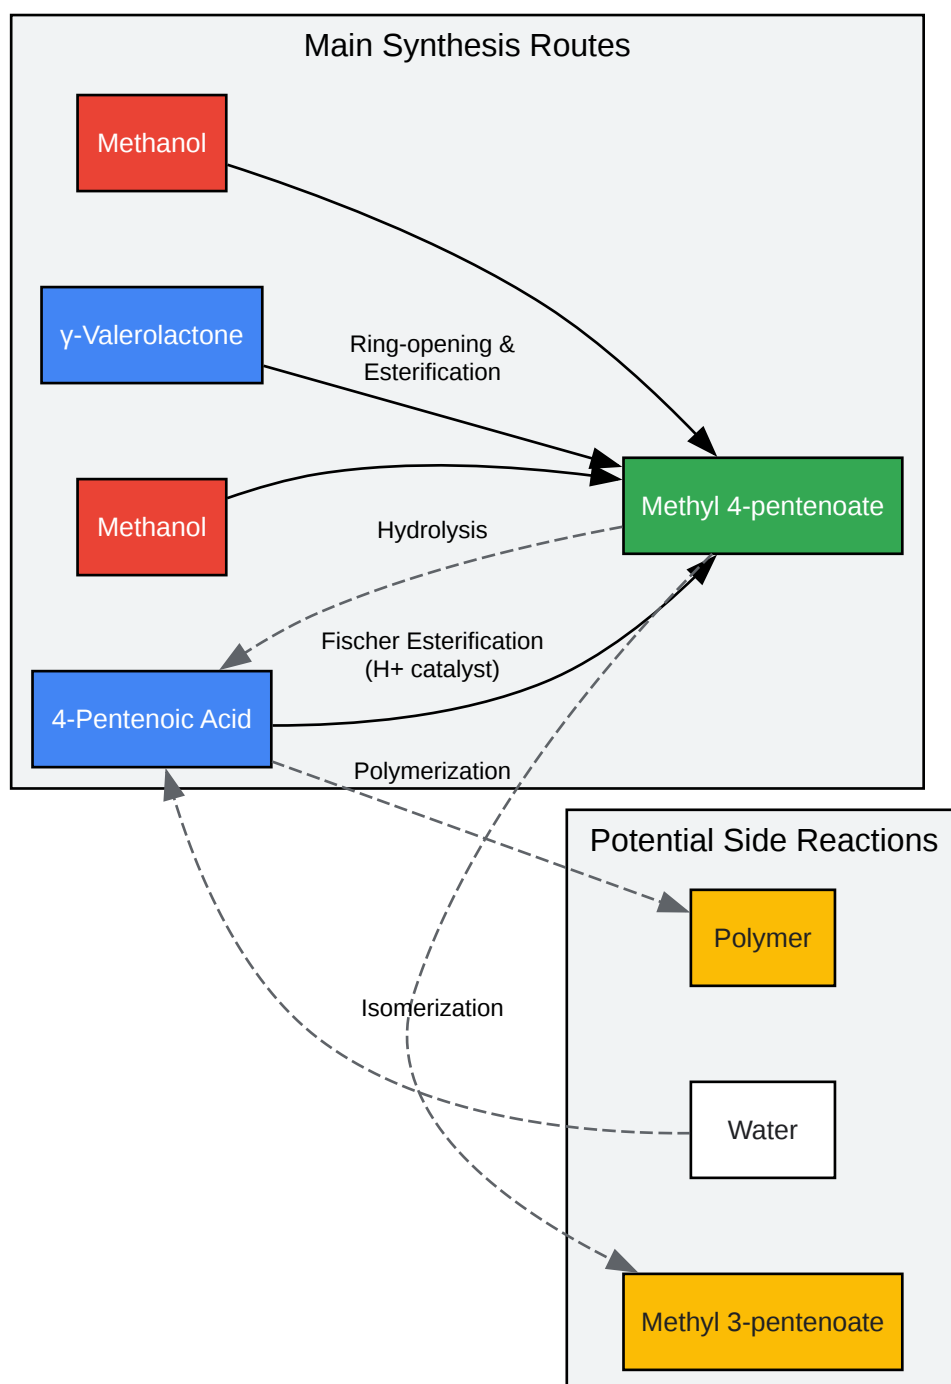 Main Synthesis Routes
Methanol
γ-Valerolactone
Ring-opening &
Esterification
Methanol
Methyl 4-pentenoate
Hydrolysis
Fischer Esterification
(H+ catalyst)
4-Pentenoic Acid
Polymerization
Potential Side Reactions
Polymer
Isomerization
Water
Methyl 3-pentenoate